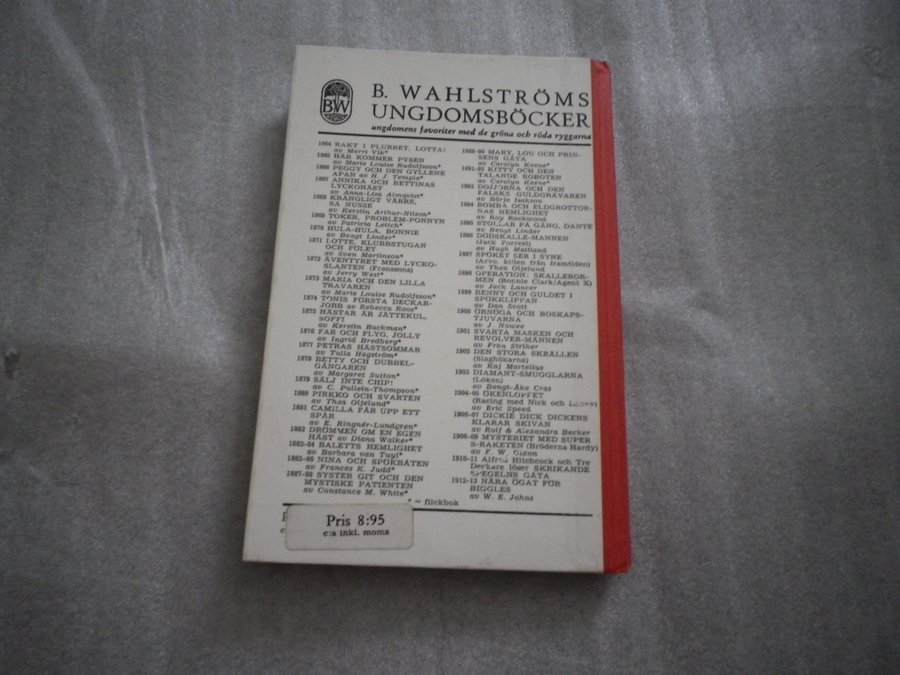 BW
B. WAHLSTRÖMS
UNGDOMSBÖCKER
ungdomens favoriter med de gröna och röda ryggarna
1864 RAKT I PLURRET, LOTTA!
av Merri Vik*
1865 HÄR KOMMER PYSEN
av Marie Louise Rudolfsson*
1866 PEGGY OCH DEN GYLLENE
APAN av H. J. Temple*
1867 ANNIKA OCH BETTINAS
LYCKOHÄST
av Anna-Lisa Almqvist*
1868 KRÅNGLIGT VÄRRE,
SA NUSSE
av Kerstin Arthur-Nilson*
1869 TOKER, PROBLEM-PONNYN
av Patricia Leitch*
1870 HULA-HULA, BONNIE
av Bengt Linder*
1871 LOTTE, KLUBBSTUGAN
OCH FOLET
av Sven Martinson*
1872 ÄVENTYRET MED LYCKO-
SLANTEN (Franssons)
av Jerry West*
1873 MARIA OCH DEN LILLA
TRAVAREN
av Marie Louise Rudolfsson*
1874 TONIS FÖRSTA DECKAR-
JOBB av Rebecca Roos*
1875 HÄSTAR ÄR JÄTTEKUL,
SOFFI
av Kerstin Backman*
1876 FAR OCH FLYG, JOLLY
av Ingrid Bredberg*
1877 PETRAS HÄSTSOMMAR
av Tulla Hagström*
1878 BETTY OCH DUBBEL-
GÅNGAREN
av Margaret Sutton*
1879 SÄLJ INTE CHIP!
av C. Pullein-Thompson*
1880 PIRKKO OCH SVARTEN
av Thea Oljelund*
1881 CAMILLA FÅR UPP ETT
SPÅR
av E. Ringnér-Lundgren*
1882 DRÖMMEN OM EN EGEN
HÄST av Diana Walker*
1883-84 BALETTS HEMLIGHET
av Barbara van Tuyl*
1885-86 NINA OCH SPÖKBÅTEN
av Frances K. Judd*
1887-88 SYSTER GIT OCH DEN
MYSTISKE PATIENTEN
av Constance M. White*
1889-90 MARY, LOU OCH PRIN-
SENS GÅTA
av Carolyn Keene*
1891-92 KITTY OCH DEN
TALANDE ROBOTEN
av Carolyn Keene*
1893 OCH DEN
FALSKE GULDGRÄVAREN
av Börje Isakson
1894 BOMBA OCH ELDGROTTOR-
NAS HEMLIGHET
av Roy Rockwood
1895 STOLLAR PÅ GÅNG, DANTE
av Bengt Linder
1896 DÖDSKALLE-MANNEN
(Jack Forrest)
av Hugh Maitland
1897 SPÖKET SER I SYNE
(Arvo, killen från framtiden)
av Thea Oljelund
1898 OPERATION: SKALLEROR-
MEN (Ronnie Clark/Agent X)
av Jack Lancer
1899 BENNY OCH GULDET I
SPÖKKLIPPAN
av Dan Scott
1900 ÖRNÖGA OCH BOSKAPS-
TJUVARNA
av J. Nowee
1901 SVARTA MASKEN OCH
REVOLVER-MANNEN
av Fran Striker
1902 DEN STORA SKRÄLLEN
(Slaghökarna)
av Kaj Martelius
1903 DIAMANT-SMUGGLARNA
(Loken)
av Bengt-Åke Cras
1904-05 ÖKENLOPPET
(Racing med Nick och Lanny)
av Eric Speed
1906-07 DICKIE DICK DICKENS
KLARAR SKIVAN
av Rolf & Alexandra Becker
1908-09 MYSTERIET MED SUPER
S-RAKETEN (Bröderna Hardy)
av F. W. Dixon
1910-11 Alfred Hitchcock och Tre
Deckare löser SKRIKANDE
SPEGELNS GÅTA
1912-13 NÄRA ÖGAT FÖR
BIGGLES
av W. E. Johns
* = flickbok
Pris 8:95
c:a inkl. moms